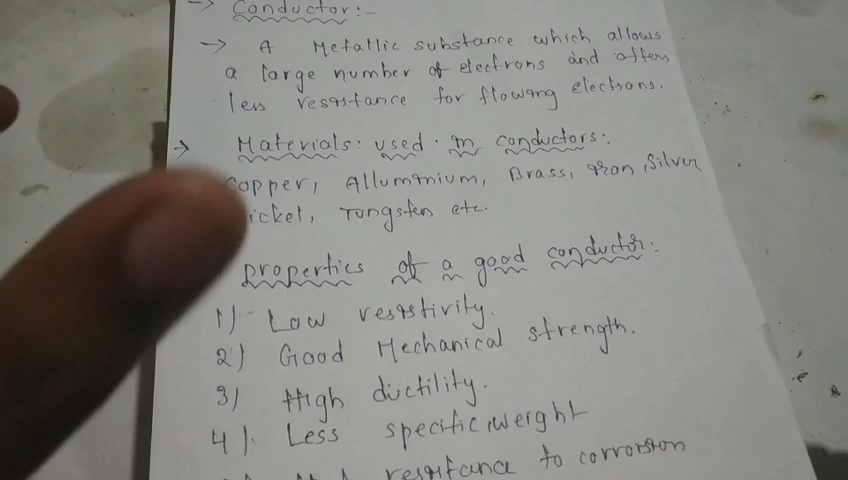 → Conductor:-
→ A Metallic substance which allows
a large number of electrons and offers
less resistance for flowing electrons.
→ Materials: used in conductors:
Copper, Alluminium, Brass, Iron, Silver
Nickel, Tungsten etc.
properties of a good conductor:
1) Low resistivity.
2) Good Mechanical strength.
3) High ductility.
4) Less specific weight
resistance to corrosion